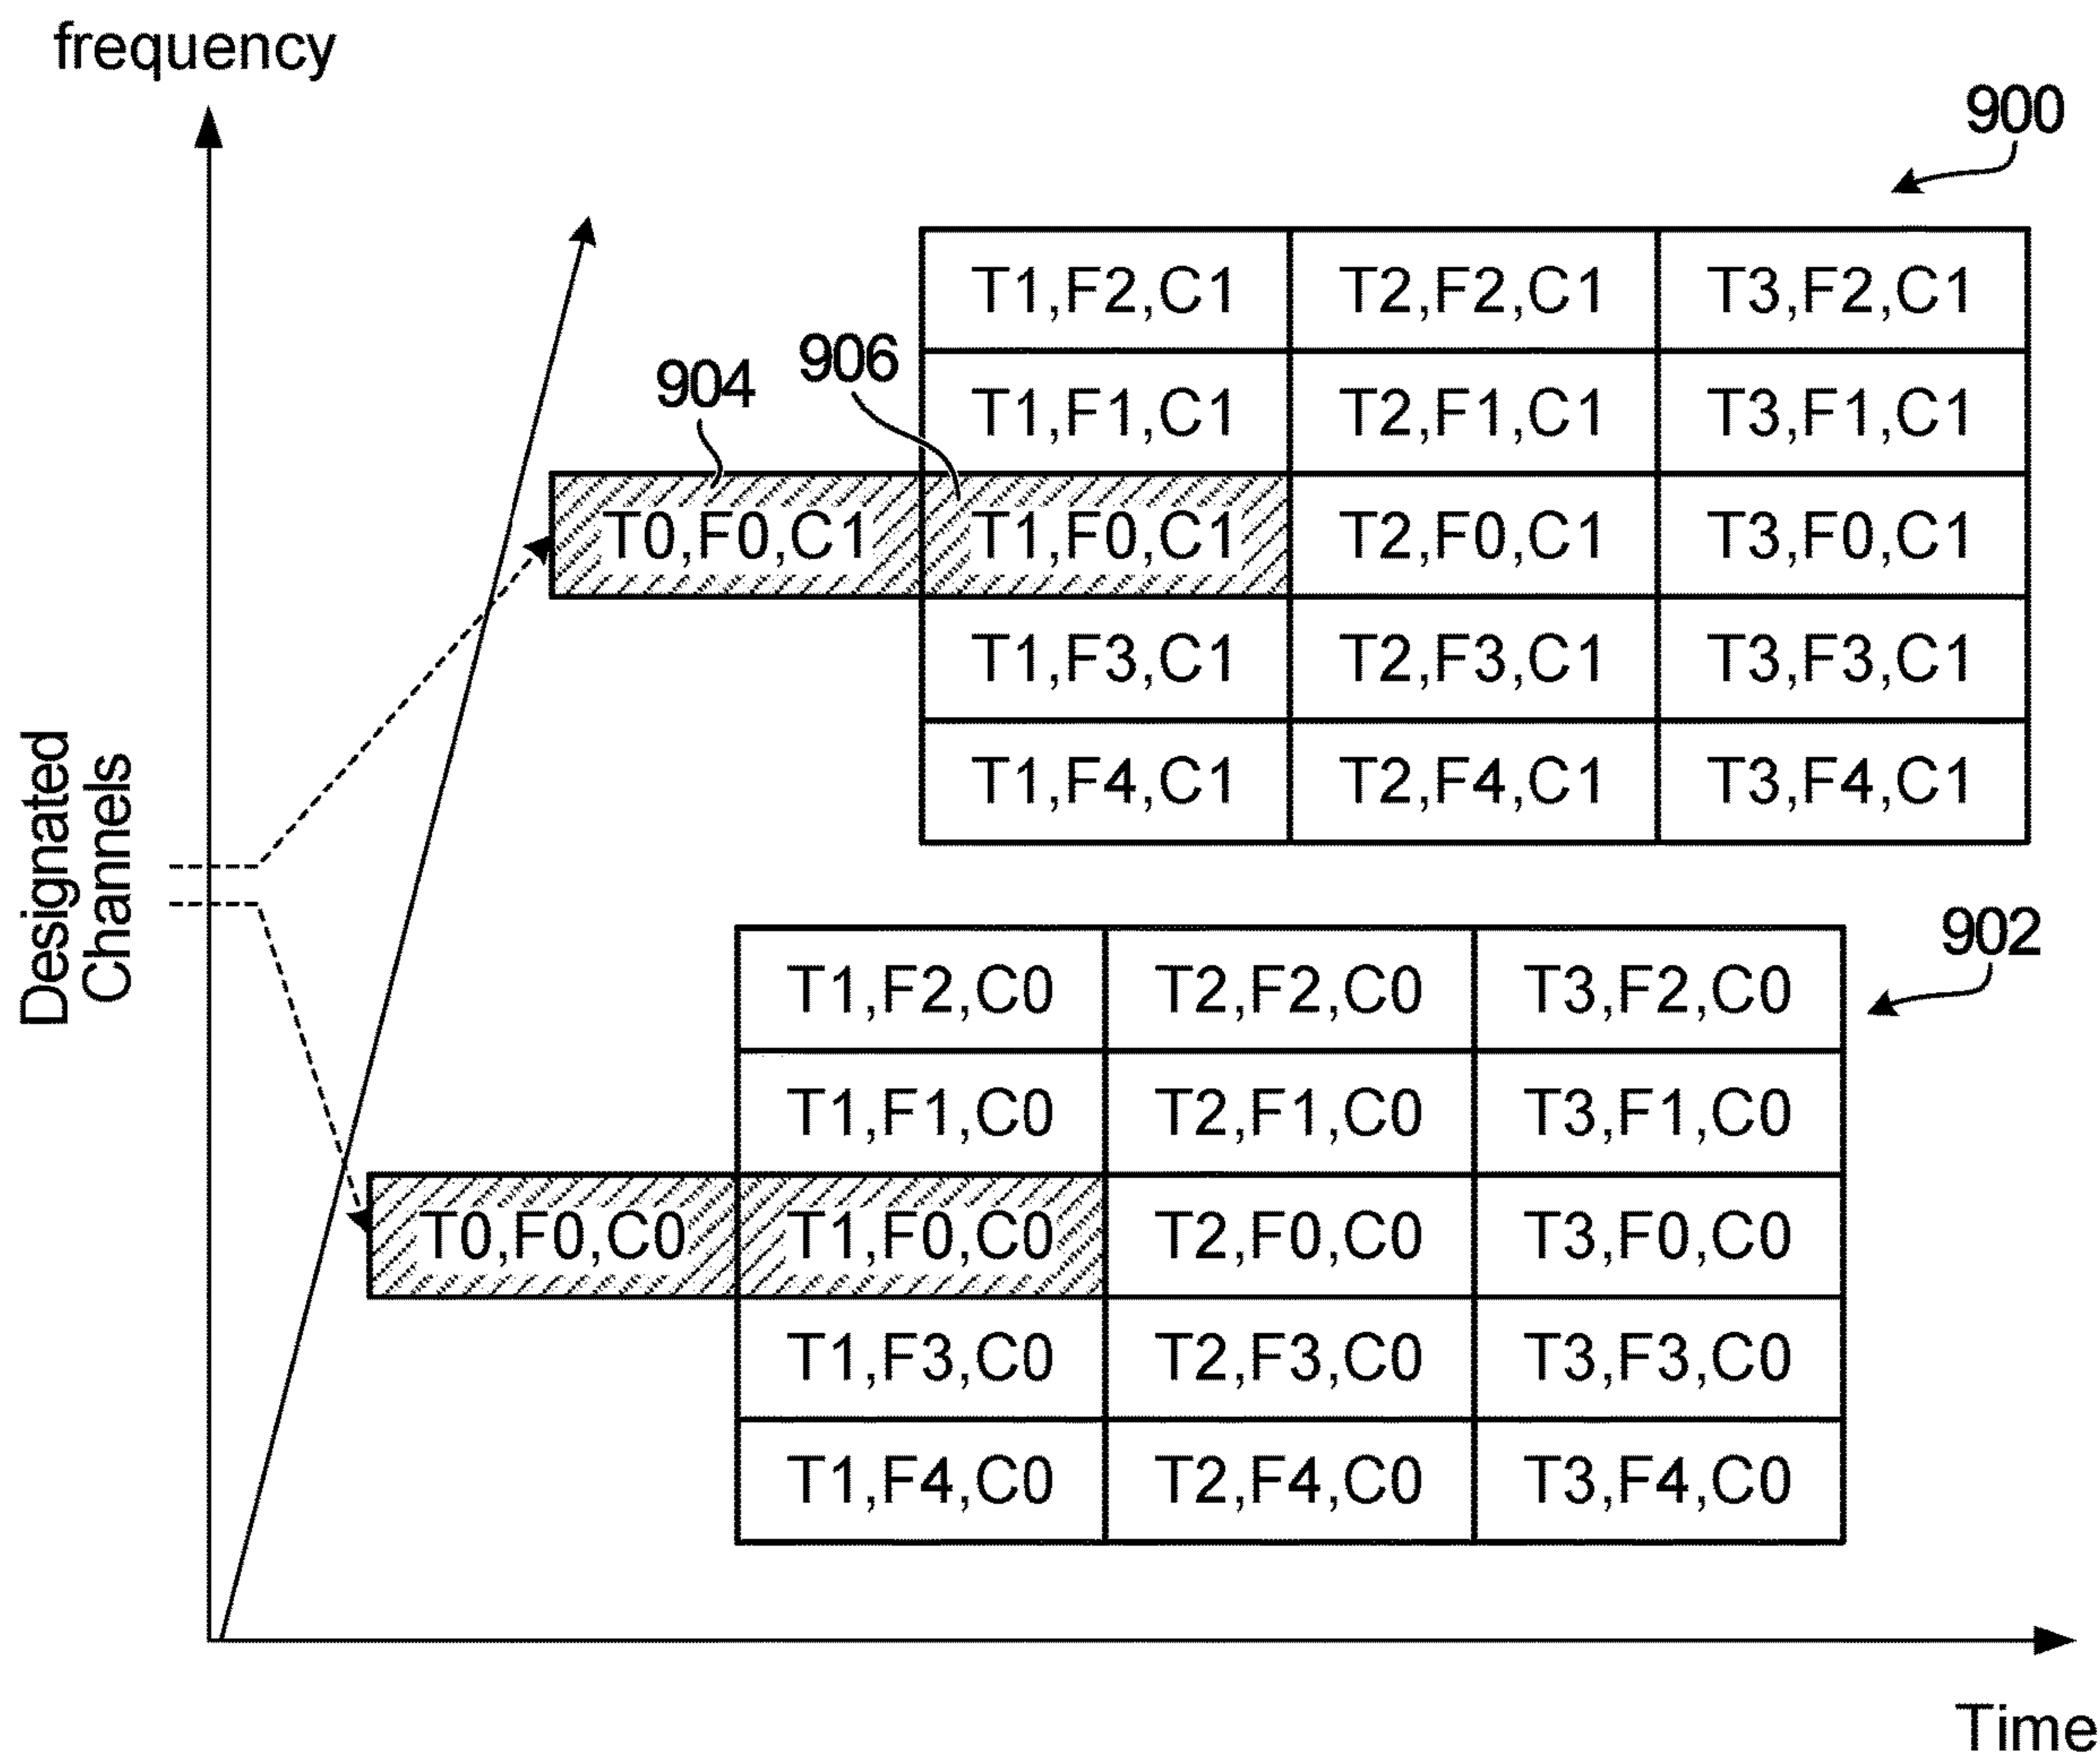 frequency
900
T1,F2,C1 T2,F2,C1 T3,F2,C1
906
904
T1,F1,C1 T2,F1,C1 T3,F1,C1
T0,F0,C1 T1,F0,C1 T2,F0,C1 T3,F0,C1
T1,F3,C1 T2,F3,C1 T3,F3,C1
T1,F4,C1 T2,F4,C1 T3,F4,C1
Designated
Channels
902
T1,F2,C0 T2,F2,C0 T3,F2,C0
T1,F1,C0 T2,F1,C0 T3,F1,C0
T0,F0,C0 T1,F0,C0 T2,F0,C0 T3,F0,C0
T1,F3,C0 T2,F3,C0 T3,F3,C0
T1,F4,C0 T2,F4,C0 T3,F4,C0
Time